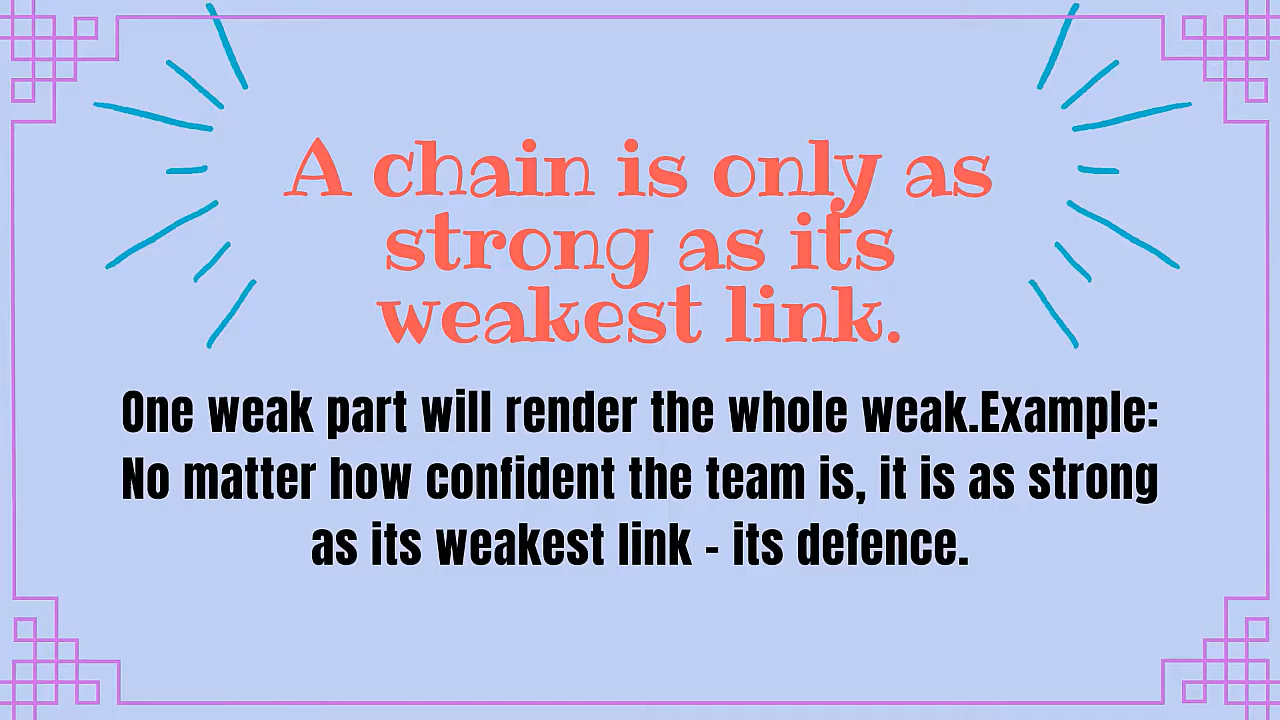 A chain is only as
strong as its
weakest link.
One weak part will render the whole weak.Example:
No matter how confident the team is, it is as strong
as its weakest link - its defence.